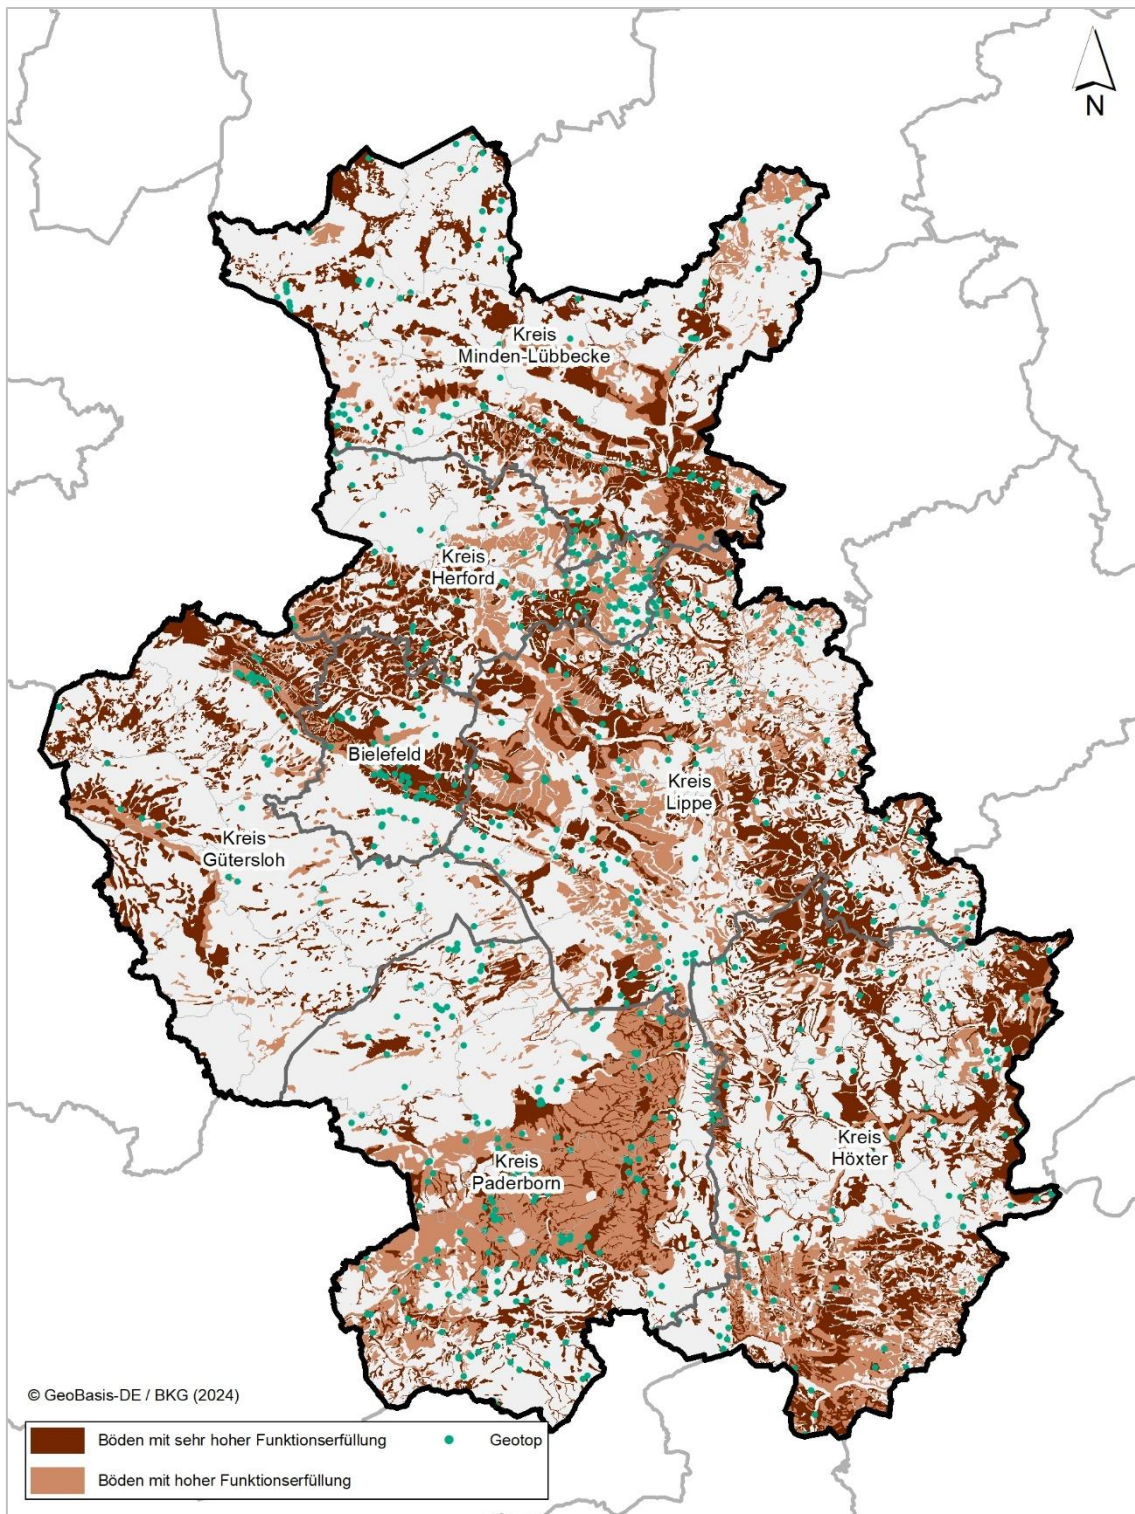 N
Kreis
Minden-Lübbecke
Kreis
Herford
Bielefeld
Kreis
Lippe
Kreis
Gütersloh
Kreis
Höxter
Kreis
Paderborn
© GeoBasis-DE / BKG (2024)
Böden mit sehr hoher Funktionserfüllung
Geotop
Böden mit hoher Funktionserfüllung